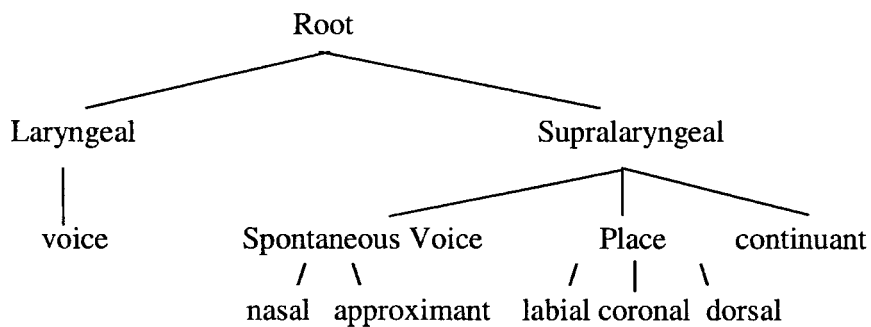 Root
Laryngeal Supralaryngeal
voice Spontaneous Voice Place continuant
nasal approximant labial coronal dorsal